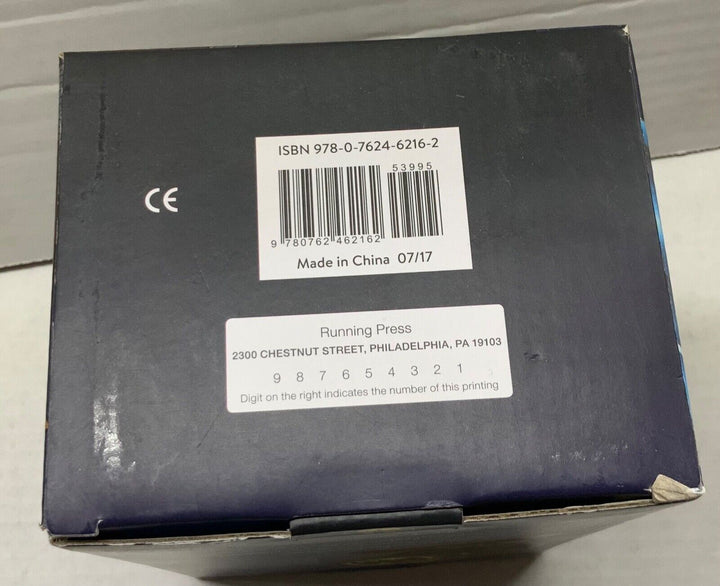 ISBN 978-0-7624-6216-2
53995
9 780762 462162
Made in China 07/17
CE
Running Press
2300 CHESTNUT STREET, PHILADELPHIA, PA 19103
9 8 7 6 5 4 3 2 1
Digit on the right indicates the number of this printing